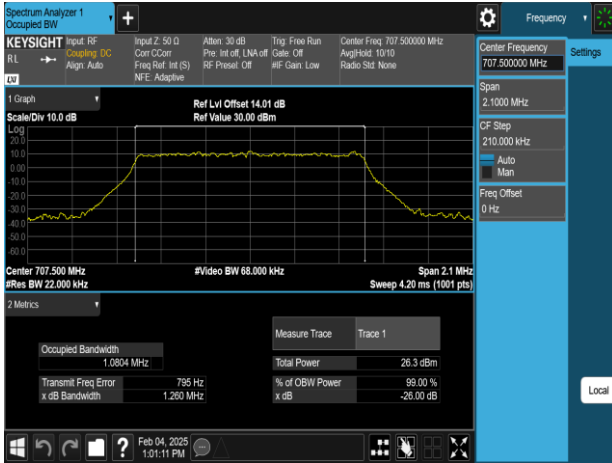 Spectrum Analyzer 1
Occupied BW
+
Frequency
KEYSIGHT
Input: RF
Coupling: DC
Align: Auto
RL
LXI
Input Z: 50 Ω
Corr CCorr
Freq Ref: Int (S)
NFE: Adaptive
Atten: 30 dB
Pre: Int off, LNA off
RF Preset: Off
Trig: Free Run
Gate: Off
#IF Gain: Low
Center Freq: 707.500000 MHz
Avg|Hold: 10/10
Radio Std: None
Center Frequency
707.500000 MHz
Settings
Span
2.1000 MHz
CF Step
210.000 kHz
Auto
Man
Freq Offset
0 Hz
Local
1 Graph
Scale/Div 10.0 dB
Ref Lvl Offset 14.01 dB
Ref Value 30.00 dBm
Log
20.0
10.0
0.00
-10.0
-20.0
-30.0
-40.0
-50.0
-60.0
Center 707.500 MHz
#Video BW 68.000 kHz
Span 2.1 MHz
#Res BW 22.000 kHz
Sweep 4.20 ms (1001 pts)
2 Metrics
Measure Trace
Trace 1
Occupied Bandwidth
1.0804 MHz
Total Power
26.3 dBm
Transmit Freq Error
795 Hz
% of OBW Power
99.00 %
x dB Bandwidth
1.260 MHz
x dB
-26.00 dB
?
Feb 04, 2025
1:01:11 PM